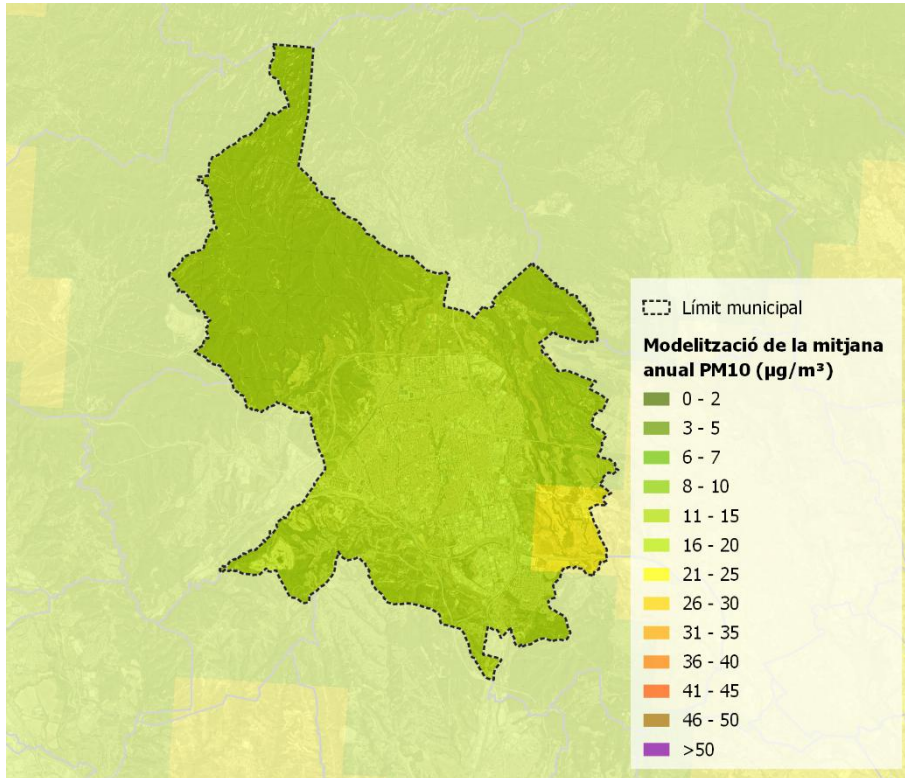 Límit municipal
Modelització de la mitjana
anual PM10 (µg/m³)
0 - 2
3 - 5
6 - 7
8 - 10
11 - 15
16 - 20
21 - 25
26 - 30
31 - 35
36 - 40
41 - 45
46 - 50
>50